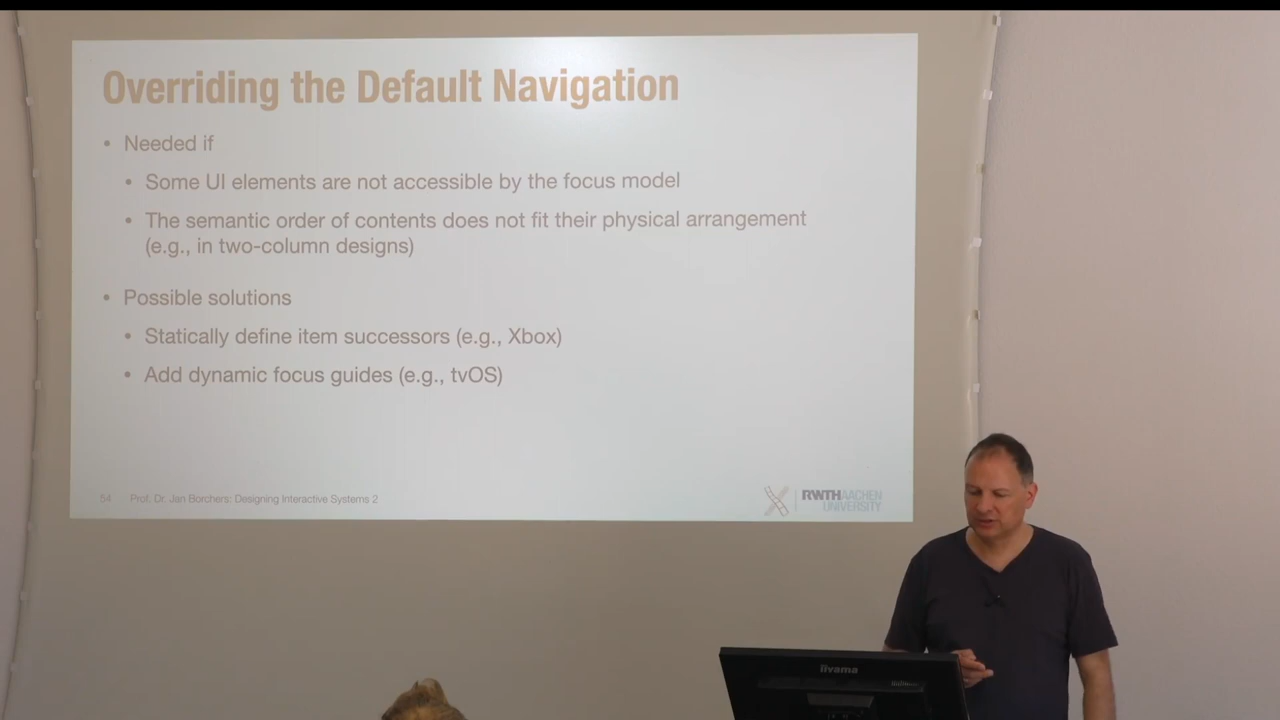 Overriding the Default Navigation
• Needed if
• Some UI elements are not accessible by the focus model
• The semantic order of contents does not fit their physical arrangement
(e.g., in two-column designs)
• Possible solutions
• Statically define item successors (e.g., Xbox)
• Add dynamic focus guides (e.g., tvOS)
54 Prof. Dr. Jan Borchers: Designing Interactive Systems 2
RWTHAACHEN
UNIVERSITY
iiyama